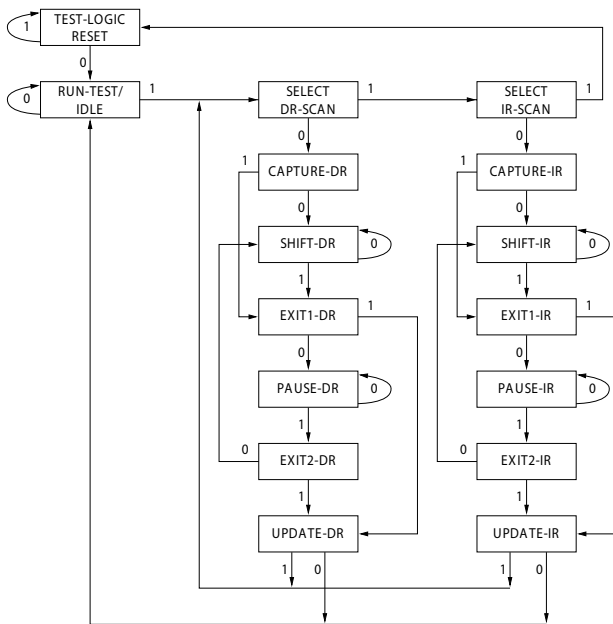 TEST-LOGIC
RESET
1
0
RUN-TEST/
IDLE
0
1
SELECT
DR-SCAN
1
SELECT
IR-SCAN
1
0
0
1
CAPTURE-DR
1
CAPTURE-IR
0
0
SHIFT-DR
0
SHIFT-IR
0
1
1
EXIT1-DR
1
EXIT1-IR
1
0
0
PAUSE-DR
0
PAUSE-IR
0
1
1
0
EXIT2-DR
0
EXIT2-IR
1
1
UPDATE-DR
UPDATE-IR
1
0
1
0